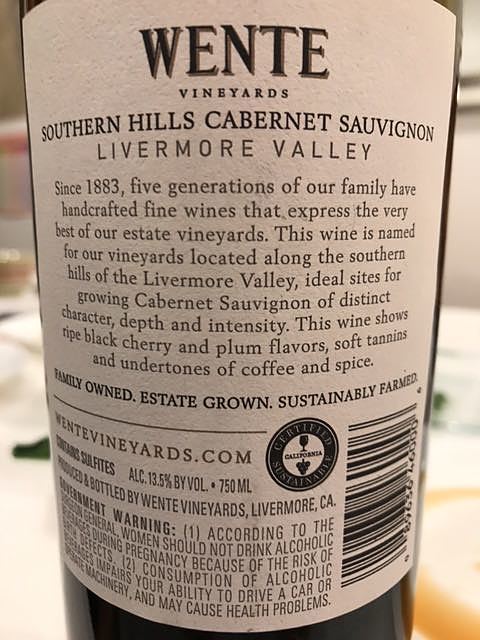 WENTE
VINEYARDS
SOUTHERN HILLS CABERNET SAUVIGNON
LIVERMORE VALLEY
Since 1883, five generations of our family have
handcrafted fine wines that express the very
best of our estate vineyards. This wine is named
for our vineyards located along the southern
hills of the Livermore Valley, ideal sites for
growing Cabernet Sauvignon of distinct
character, depth and intensity. This wine shows
ripe black cherry and plum flavors, soft tannins
and undertones of coffee and spice.
FAMILY OWNED. ESTATE GROWN. SUSTAINABLY FARMED.
WENTEVINEYARDS.COM
CERTIFIED
CALIFORNIA
SUSTAINABLE
CONTAINS SULFITES ALC. 13.5% BY VOL. • 750 ML
PRODUCED & BOTTLED BY WENTE VINEYARDS, LIVERMORE, CA.
GOVERNMENT WARNING: (1) ACCORDING TO THE
SURGEON GENERAL, WOMEN SHOULD NOT DRINK ALCOHOLIC
BEVERAGES DURING PREGNANCY BECAUSE OF THE RISK OF
BIRTH DEFECTS. (2) CONSUMPTION OF ALCOHOLIC
BEVERAGES IMPAIRS YOUR ABILITY TO DRIVE A CAR OR
OPERATE MACHINERY, AND MAY CAUSE HEALTH PROBLEMS.